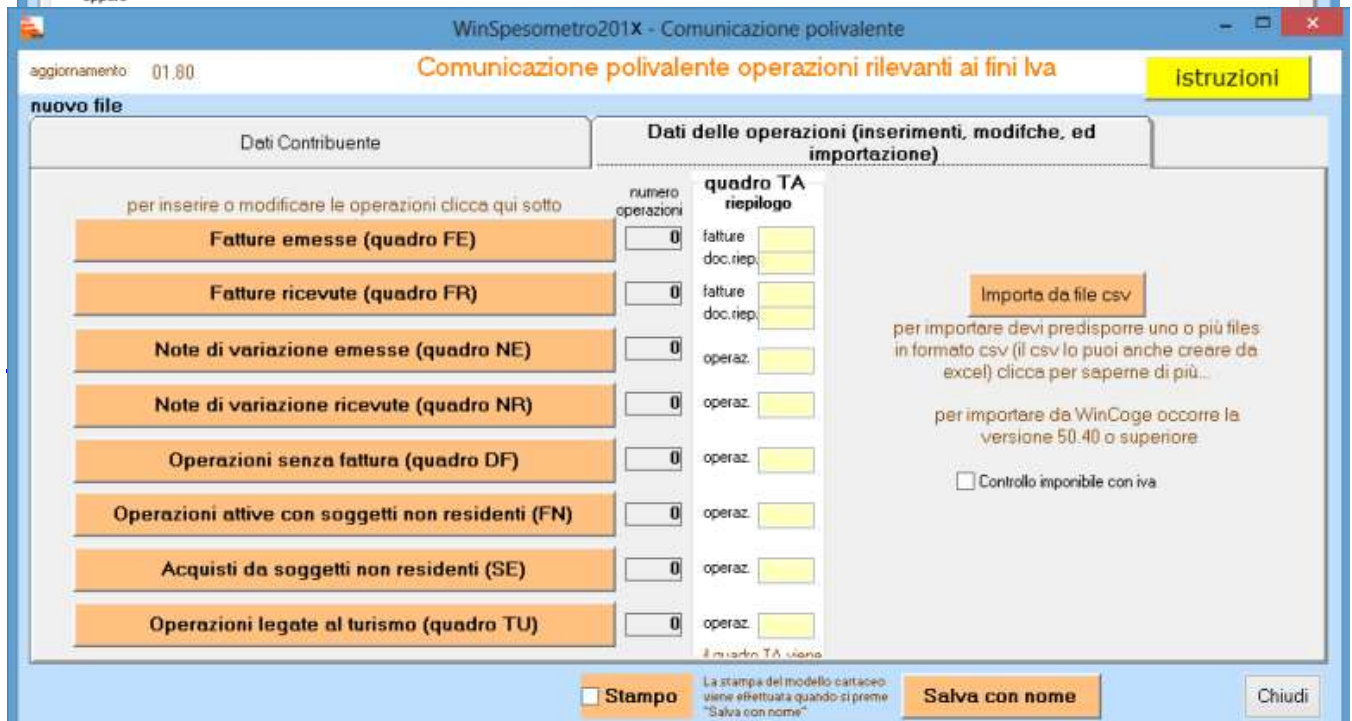 WinSpesometro201X - Comunicazione polivalente
aggiornamento 01.80
Comunicazione polivalente operazioni rilevanti ai fini Iva
istruzioni
nuovo file
Dati Contribuente
Dati delle operazioni (inserimenti, modifche, ed
importazione)
per inserire o modificare le operazioni clicca qui sotto
numero
operazioni
quadro TA
riepilogo
Fatture emesse (quadro FE)
0
fatture
doc.riep.
Fatture ricevute (quadro FR)
0
fatture
doc.riep.
Note di variazione emesse (quadro NE)
0
operaz.
Note di variazione ricevute (quadro NR)
0
operaz.
Operazioni senza fattura (quadro DF)
0
operaz.
Operazioni attive con soggetti non residenti (FN)
0
operaz.
Acquisti da soggetti non residenti (SE)
0
operaz.
Operazioni legate al turismo (quadro TU)
0
operaz.
il quadro TA viene
Importa da file csv
per importare devi predisporre uno o più files
in formato csv (il csv lo puoi anche creare da
excel) clicca per saperne di più...
per importare da WinCoge occorre la
versione 50.40 o superiore
Controllo imponibile con iva
Stampo
La stampa del modello cartaceo
viene effettuata quando si preme
"Salva con nome"
Salva con nome
Chiudi